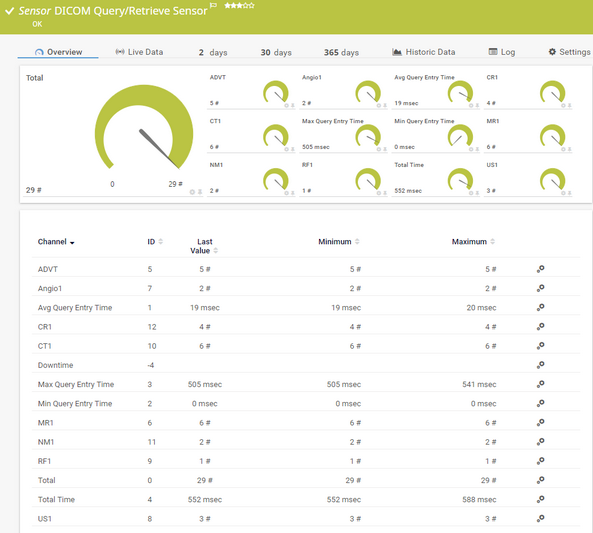 Sensor DICOM Query/Retrieve Sensor
OK
Overview Live Data 2 days 30 days 365 days Historic Data Log Settings
Total
29 #
0 29 #
ADVT Angio1 Avg Query Entry Time CR1
5 # 2 # 19 msec 4 #
CT1 Max Query Entry Time Min Query Entry Time MR1
6 # 505 msec 0 msec 6 #
NM1 RF1 Total Time US1
2 # 1 # 552 msec 3 #
Channel ID Last Value Minimum Maximum
ADVT 5 5 # 5 # 5 #
Angio1 7 2 # 2 # 2 #
Avg Query Entry Time 1 19 msec 19 msec 20 msec
CR1 12 4 # 4 # 4 #
CT1 10 6 # 6 # 6 #
Downtime -4
Max Query Entry Time 3 505 msec 505 msec 541 msec
Min Query Entry Time 2 0 msec 0 msec 0 msec
MR1 6 6 # 6 # 6 #
NM1 11 2 # 2 # 2 #
RF1 9 1 # 1 # 1 #
Total 0 29 # 29 # 29 #
Total Time 4 552 msec 552 msec 588 msec
US1 8 3 # 3 # 3 #